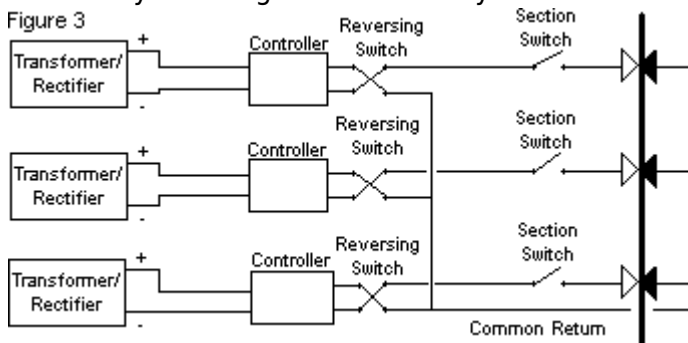 Figure 3
+
Transformer/
Rectifier
-
Controller
Reversing
Switch
Section
Switch
+
Transformer/
Rectifier
-
Controller
Reversing
Switch
Section
Switch
+
Transformer/
Rectifier
-
Controller
Reversing
Switch
Section
Switch
Common Return